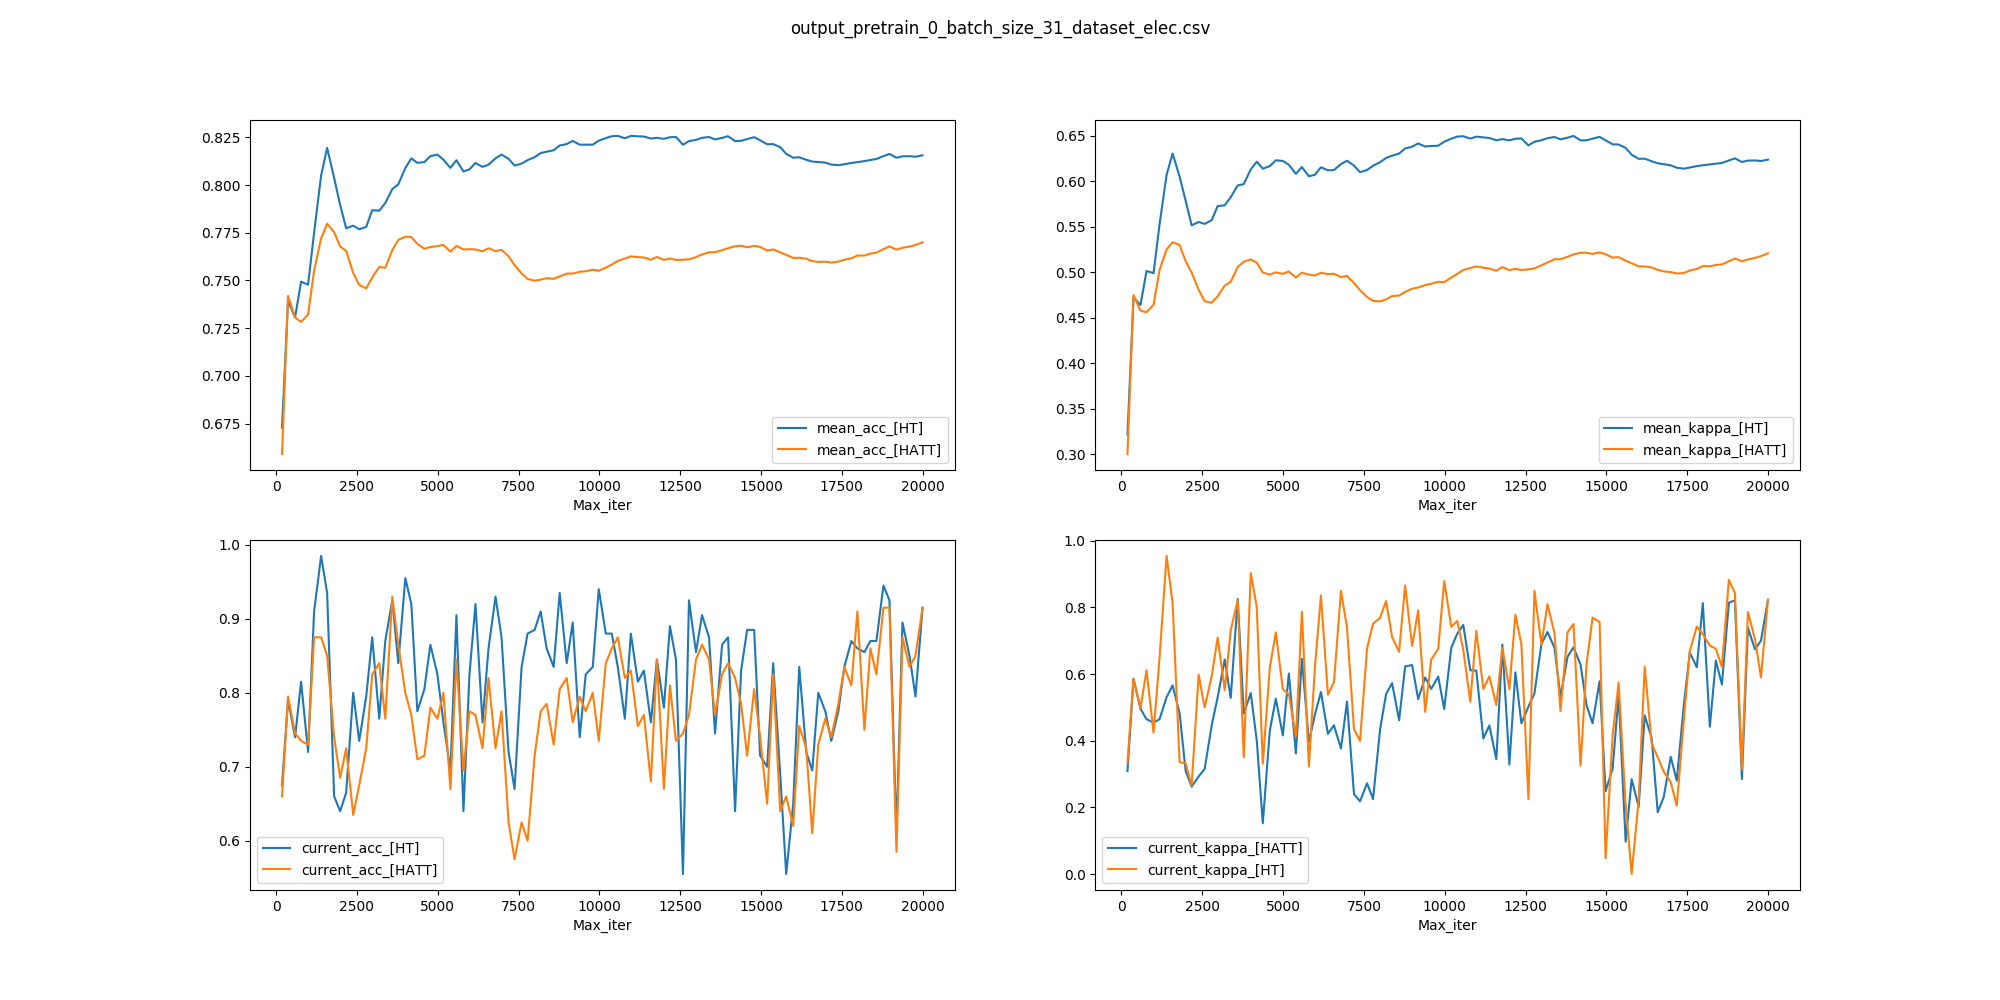 output_pretrain_0_batch_size_31_dataset_elec.csv
0.825
0.800
0.775
0.750
0.725
0.700
0.675
mean_acc_[HT]
mean_acc_[HATT]
0 2500 5000 7500 10000 12500 15000 17500 20000
Max_iter
0.65
0.60
0.55
0.50
0.45
0.40
0.35
0.30
mean_kappa_[HT]
mean_kappa_[HATT]
0 2500 5000 7500 10000 12500 15000 17500 20000
Max_iter
1.0
0.9
0.8
0.7
0.6
current_acc_[HT]
current_acc_[HATT]
0 2500 5000 7500 10000 12500 15000 17500 20000
Max_iter
1.0
0.8
0.6
0.4
0.2
0.0
current_kappa_[HATT]
current_kappa_[HT]
0 2500 5000 7500 10000 12500 15000 17500 20000
Max_iter